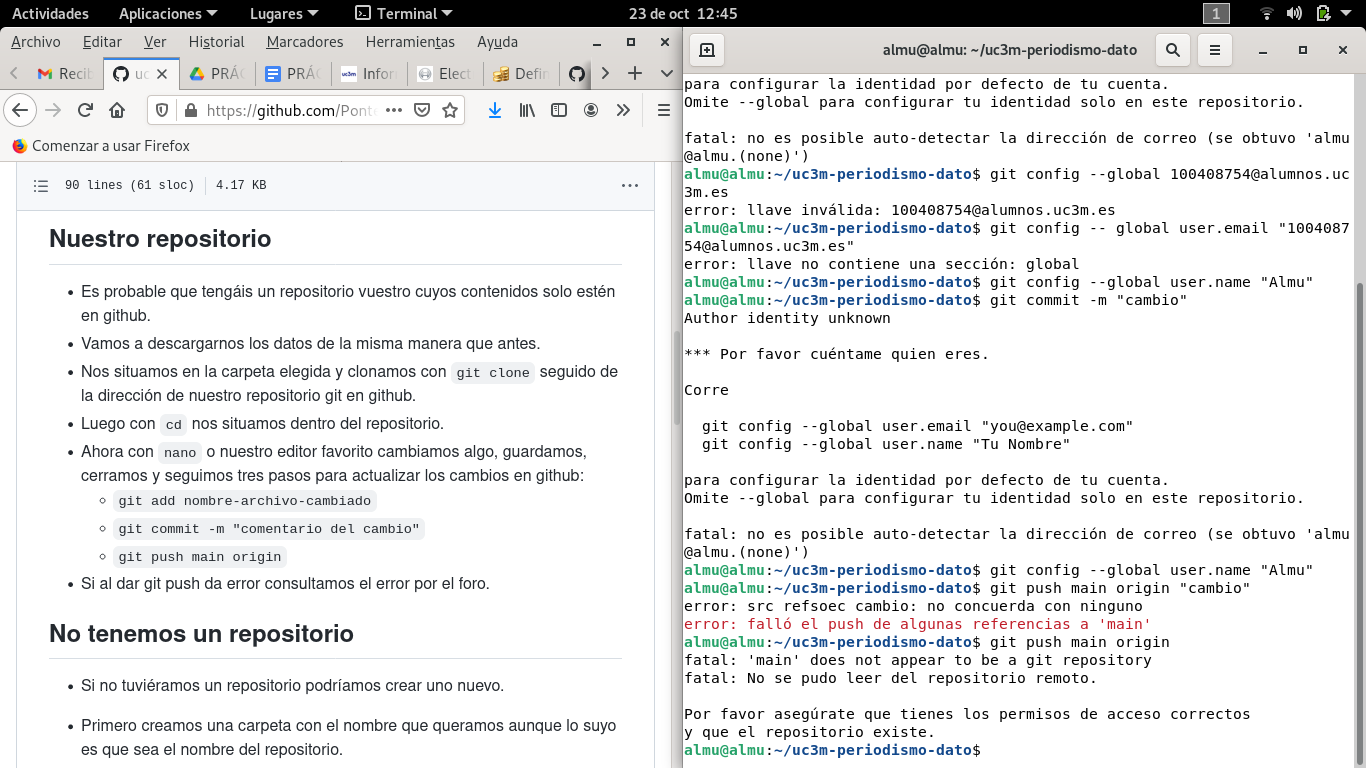 Actividades Aplicaciones Lugares Terminal 23 de oct 12:45 1
Archivo Editar Ver Historial Marcadores Herramientas Ayuda
Recib uc PRÁC PRÁC uc3m Infor Elect Defin
https://github.com/Ponte
Comenzar a usar Firefox
90 lines (61 sloc) 4.17 KB
Nuestro repositorio
Es probable que tengáis un repositorio vuestro cuyos contenidos solo estén
en github.
Vamos a descargarnos los datos de la misma manera que antes.
Nos situamos en la carpeta elegida y clonamos con git clone seguido de
la dirección de nuestro repositorio git en github.
Luego con cd nos situamos dentro del repositorio.
Ahora con nano o nuestro editor favorito cambiamos algo, guardamos,
cerramos y seguimos tres pasos para actualizar los cambios en github:
git add nombre-archivo-cambiado
git commit -m "comentario del cambio"
git push main origin
Si al dar git push da error consultamos el error por el foro.
No tenemos un repositorio
Si no tuviéramos un repositorio podríamos crear uno nuevo.
Primero creamos una carpeta con el nombre que queramos aunque lo suyo
es que sea el nombre del repositorio.
almu@almu: ~/uc3m-periodismo-dato
para configurar la identidad por defecto de tu cuenta.
Omite --global para configurar tu identidad solo en este repositorio.
fatal: no es posible auto-detectar la dirección de correo (se obtuvo 'almu
@almu.(none)')
almu@almu:~/uc3m-periodismo-dato$ git config --global 100408754@alumnos.uc
3m.es
error: llave inválida: 100408754@alumnos.uc3m.es
almu@almu:~/uc3m-periodismo-dato$ git config -- global user.email "1004087
54@alumnos.uc3m.es"
error: llave no contiene una sección: global
almu@almu:~/uc3m-periodismo-dato$ git config --global user.name "Almu"
almu@almu:~/uc3m-periodismo-dato$ git commit -m "cambio"
Author identity unknown
*** Por favor cuéntame quien eres.
Corre
git config --global user.email "you@example.com"
git config --global user.name "Tu Nombre"
para configurar la identidad por defecto de tu cuenta.
Omite --global para configurar tu identidad solo en este repositorio.
fatal: no es posible auto-detectar la dirección de correo (se obtuvo 'almu
@almu.(none)')
almu@almu:~/uc3m-periodismo-dato$ git config --global user.name "Almu"
almu@almu:~/uc3m-periodismo-dato$ git push main origin "cambio"
error: src refsoec cambio: no concuerda con ninguno
error: falló el push de algunas referencias a 'main'
almu@almu:~/uc3m-periodismo-dato$ git push main origin
fatal: 'main' does not appear to be a git repository
fatal: No se pudo leer del repositorio remoto.
Por favor asegúrate que tienes los permisos de acceso correctos
y que el repositorio existe.
almu@almu:~/uc3m-periodismo-dato$